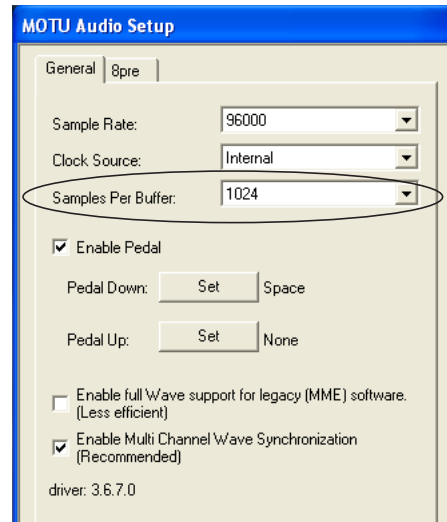 MOTU Audio Setup
General 8pre
Sample Rate: 96000
Clock Source: Internal
Samples Per Buffer: 1024
Enable Pedal
Pedal Down: Set Space
Pedal Up: Set None
Enable full Wave support for legacy (MME) software.
(Less efficient)
Enable Multi Channel Wave Synchronization
(Recommended)
driver: 3.6.7.0